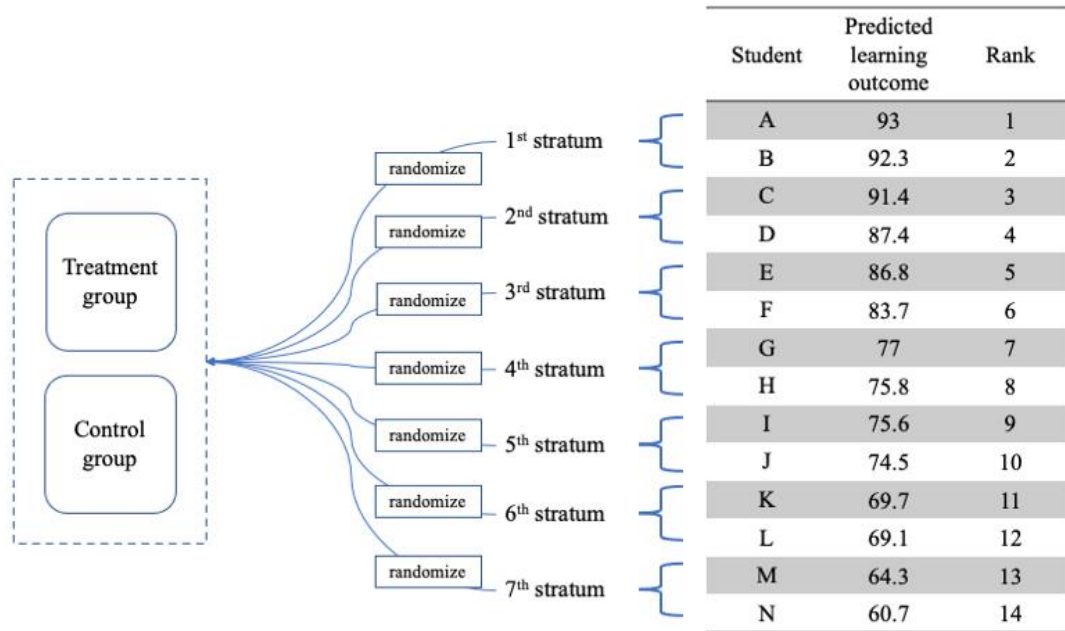 Treatment
group
Control
group
randomize
randomize
randomize
randomize
randomize
randomize
randomize
1st stratum
2nd stratum
3rd stratum
4th stratum
5th stratum
6th stratum
7th stratum
Student Predicted learning outcome Rank
A 93 1
B 92.3 2
C 91.4 3
D 87.4 4
E 86.8 5
F 83.7 6
G 77 7
H 75.8 8
I 75.6 9
J 74.5 10
K 69.7 11
L 69.1 12
M 64.3 13
N 60.7 14